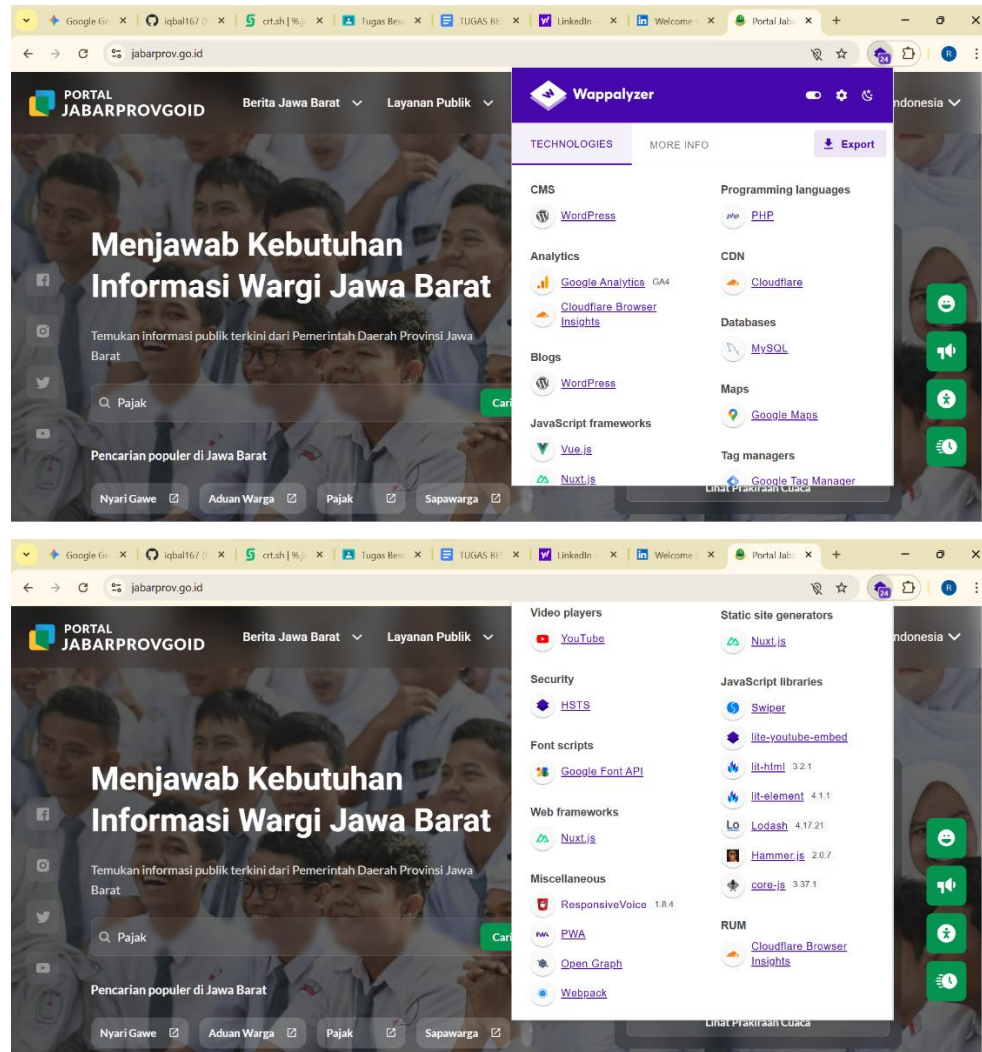 Google Ge
iqbal167 (
crt.sh | %.j
Tugas Bes
TUGAS BE
LinkedIn
Welcome
Portal Jab
jabarprov.go.id
24
R
PORTAL
JABARPROVGOID
Berita Jawa Barat
Layanan Publik
ndonesia
Menjawab Kebutuhan
Informasi Wargi Jawa Barat
Temukan informasi publik terkini dari Pemerintah Daerah Provinsi Jawa
Barat
Pajak
Cari
Pencarian populer di Jawa Barat
Nyari Gawe
Aduan Warga
Pajak
Sapawarga
Lihat Prakiraan Cuaca
Wappalyzer
TECHNOLOGIES
MORE INFO
Export
CMS
WordPress
Analytics
Google Analytics GA4
Cloudflare Browser
Insights
Blogs
WordPress
JavaScript frameworks
Vue.js
Nuxt.js
Programming languages
php PHP
CDN
Cloudflare
Databases
MySQL
Maps
Google Maps
Tag managers
Google Tag Manager
Google Ge
iqbal167 (
crt.sh | %.j
Tugas Bes
TUGAS BE
LinkedIn
Welcome
Portal Jab
jabarprov.go.id
24
R
PORTAL
JABARPROVGOID
Berita Jawa Barat
Layanan Publik
ndonesia
Menjawab Kebutuhan
Informasi Wargi Jawa Barat
Temukan informasi publik terkini dari Pemerintah Daerah Provinsi Jawa
Barat
Pajak
Cari
Pencarian populer di Jawa Barat
Nyari Gawe
Aduan Warga
Pajak
Sapawarga
Lihat Prakiraan Cuaca
Video players
YouTube
Security
HSTS
Font scripts
Google Font API
Web frameworks
Nuxt.js
Miscellaneous
ResponsiveVoice 1.8.4
PWA PWA
Open Graph
Webpack
Static site generators
Nuxt.js
JavaScript libraries
Swiper
lite-youtube-embed
lit-html 3.2.1
lit-element 4.1.1
Lo Lodash 4.17.21
Hammer.js 2.0.7
core-js 3.37.1
RUM
Cloudflare Browser
Insights